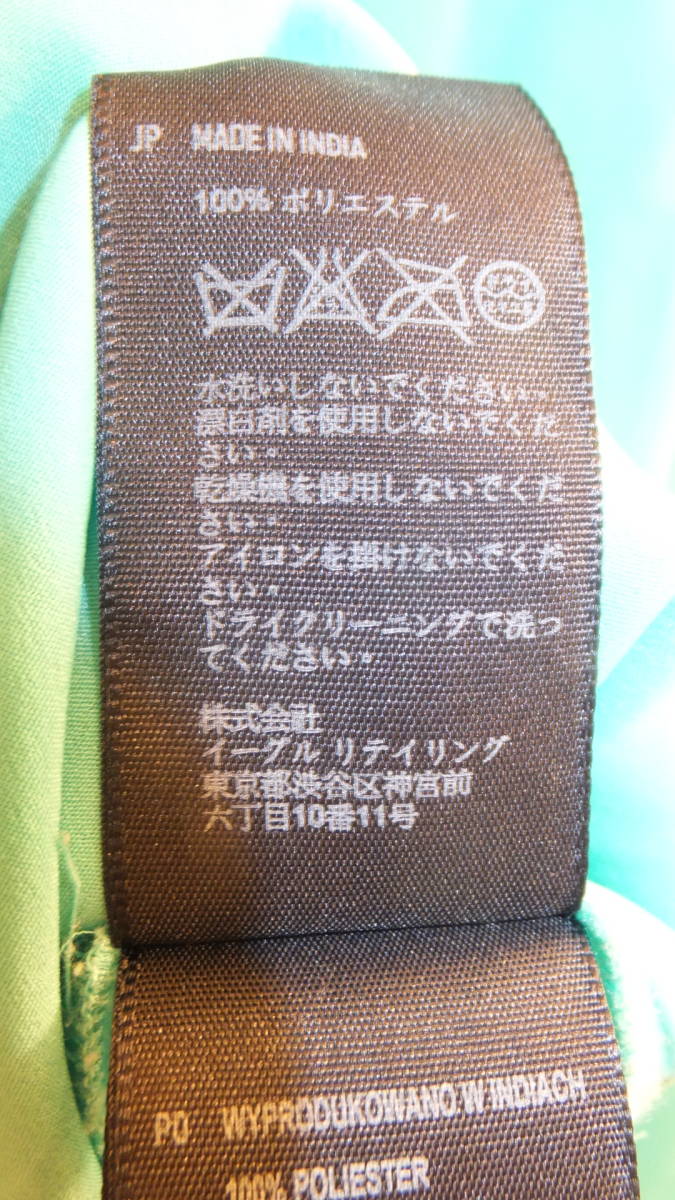 JP MADE IN INDIA
100% ポリエステル
水洗いしないでください。
漂白剤を使用しないでくだ
さい。
乾燥機を使用しないでくだ
さい。
アイロンを掛けないでくだ
さい。
ドライクリーニングで洗っ
てください。
株式会社
イーグル リテイリング
東京都渋谷区神宮前
六丁目10番11号
PO WYPRODUKOWANO W INDIACH
100% POLIESTER